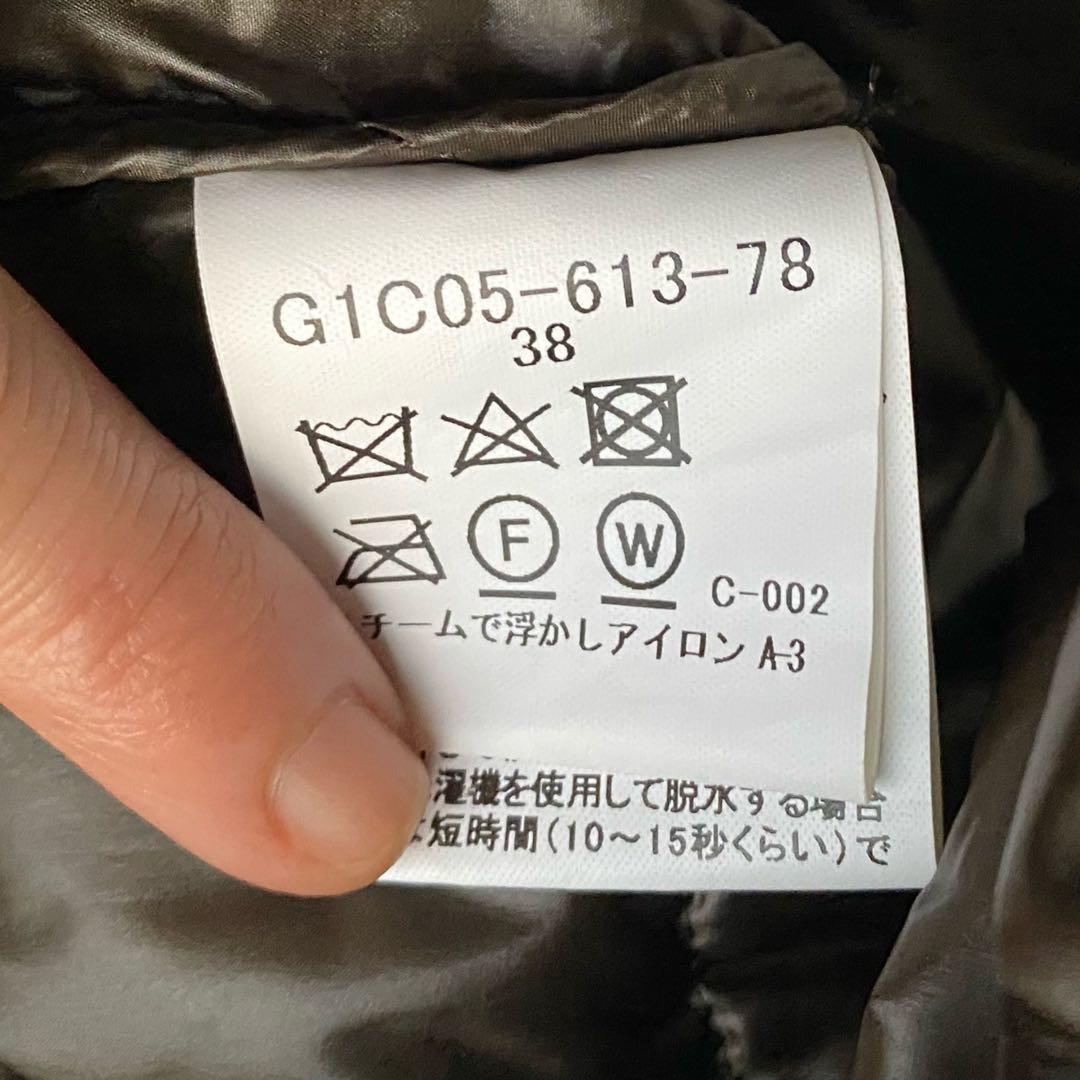 G1C05-613-78
38
F W C-002
チームで浮かしアイロン A-3
濯機を使用して脱水する場合
は短時間(10〜15秒くらい)で